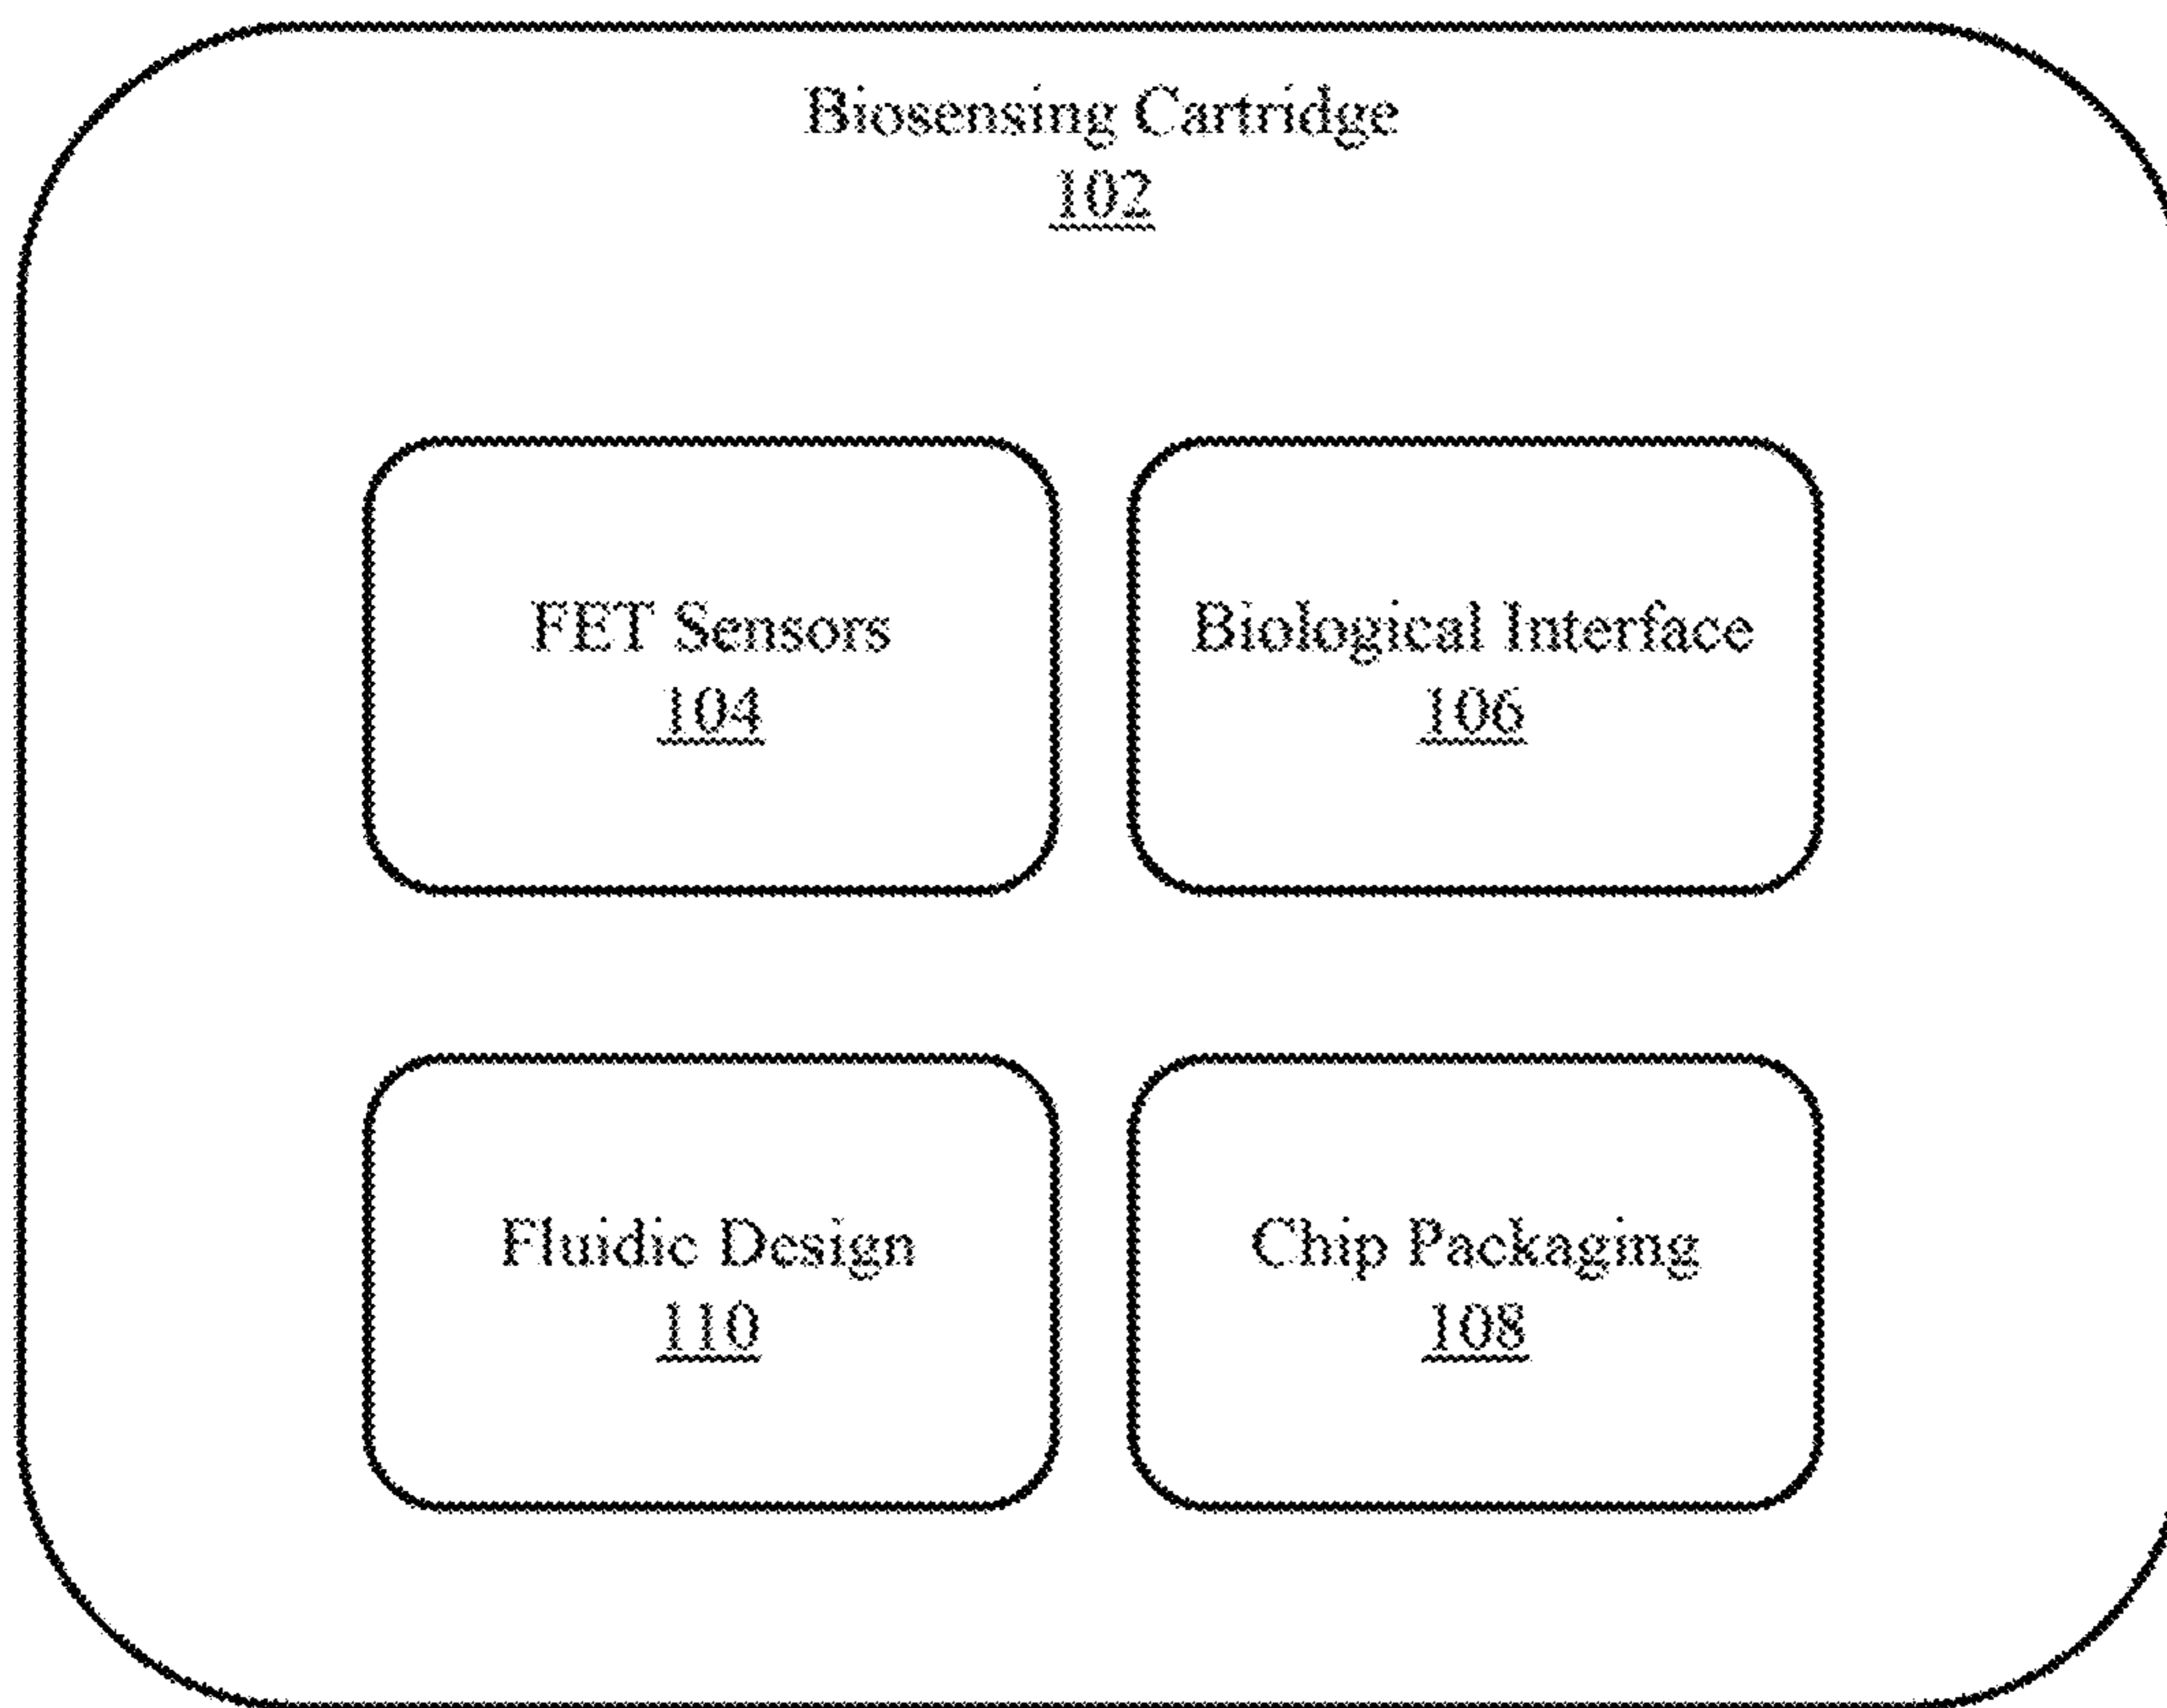 Biosensing Cartridge
102
FET Sensors
104
Biological Interface
106
Fluidic Design
110
Chip Packaging
108